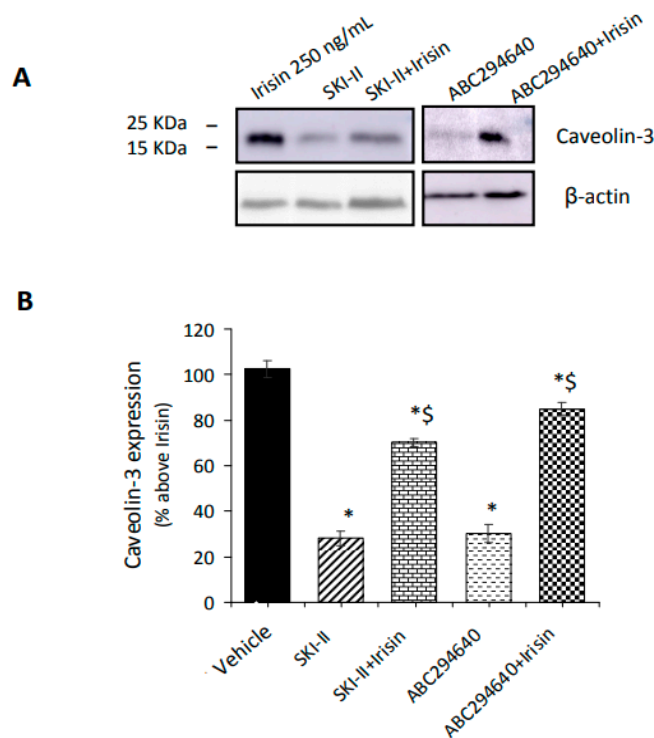 A
Irisin 250 ng/mL
SKI-II
SKI-II+Irisin
ABC294640
ABC294640+Irisin
25 KDa –
15 KDa –
Caveolin-3
β-actin
B
Caveolin-3 expression
(% above Irisin)
120
100
80
60
40
20
0
*
*$
*
*$
Vehicle
SKI-II
SKI-II+Irisin
ABC294640
ABC294640+Irisin